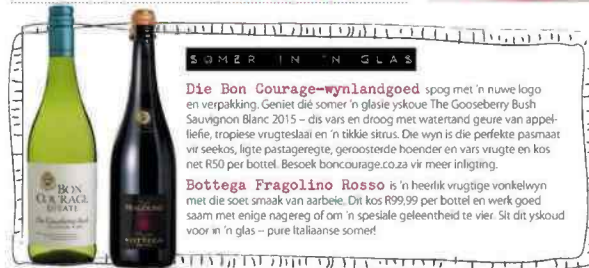 SOMER IN 'N GLAS
Die Bon Courage-wynlandgoed spog met 'n nuwe logo
en verpakking. Geniet dié somer 'n glasie yskoue The Gooseberry Bush
Sauvignon Blanc 2015 – dis vars en droog met watertand geure van appel-
liefie, tropiese vrugteslaai en 'n tikkie sitrus. Die wyn is die perfekte pasmaat
vir seekos, ligte pastageregte, geroosterde hoender en vars vrugte en kos
net R50 per bottel. Besoek boncourage.co.za vir meer inligting.
Bottega Fragolino Rosso is 'n heerlik vrugtige vonkelwyn
met die soet smaak van aarbeie. Dit kos R99,99 per bottel en werk goed
saam met enige nagereg of om 'n spesiale geleentheid te vier. Sit dit yskoud
voor in 'n glas – pure Italiaanse somer!
BON
COURAGE
ESTATE
The Gooseberry Bush
FRAGOLINO
BOTTEGA